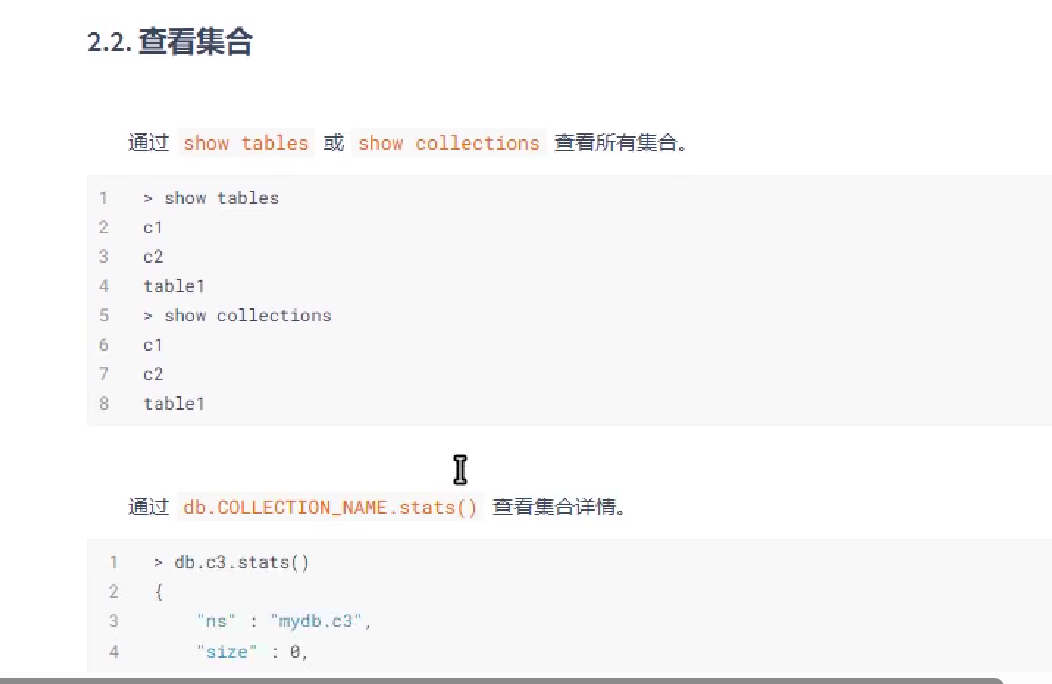 2.2. 查看集合
通过 show tables 或 show collections 查看所有集合。
1 > show tables
2 c1
3 c2
4 table1
5 > show collections
6 c1
7 c2
8 table1
通过 db.COLLECTION_NAME.stats() 查看集合详情。
1 > db.c3.stats()
2 {
3 "ns" : "mydb.c3",
4 "size" : 0,